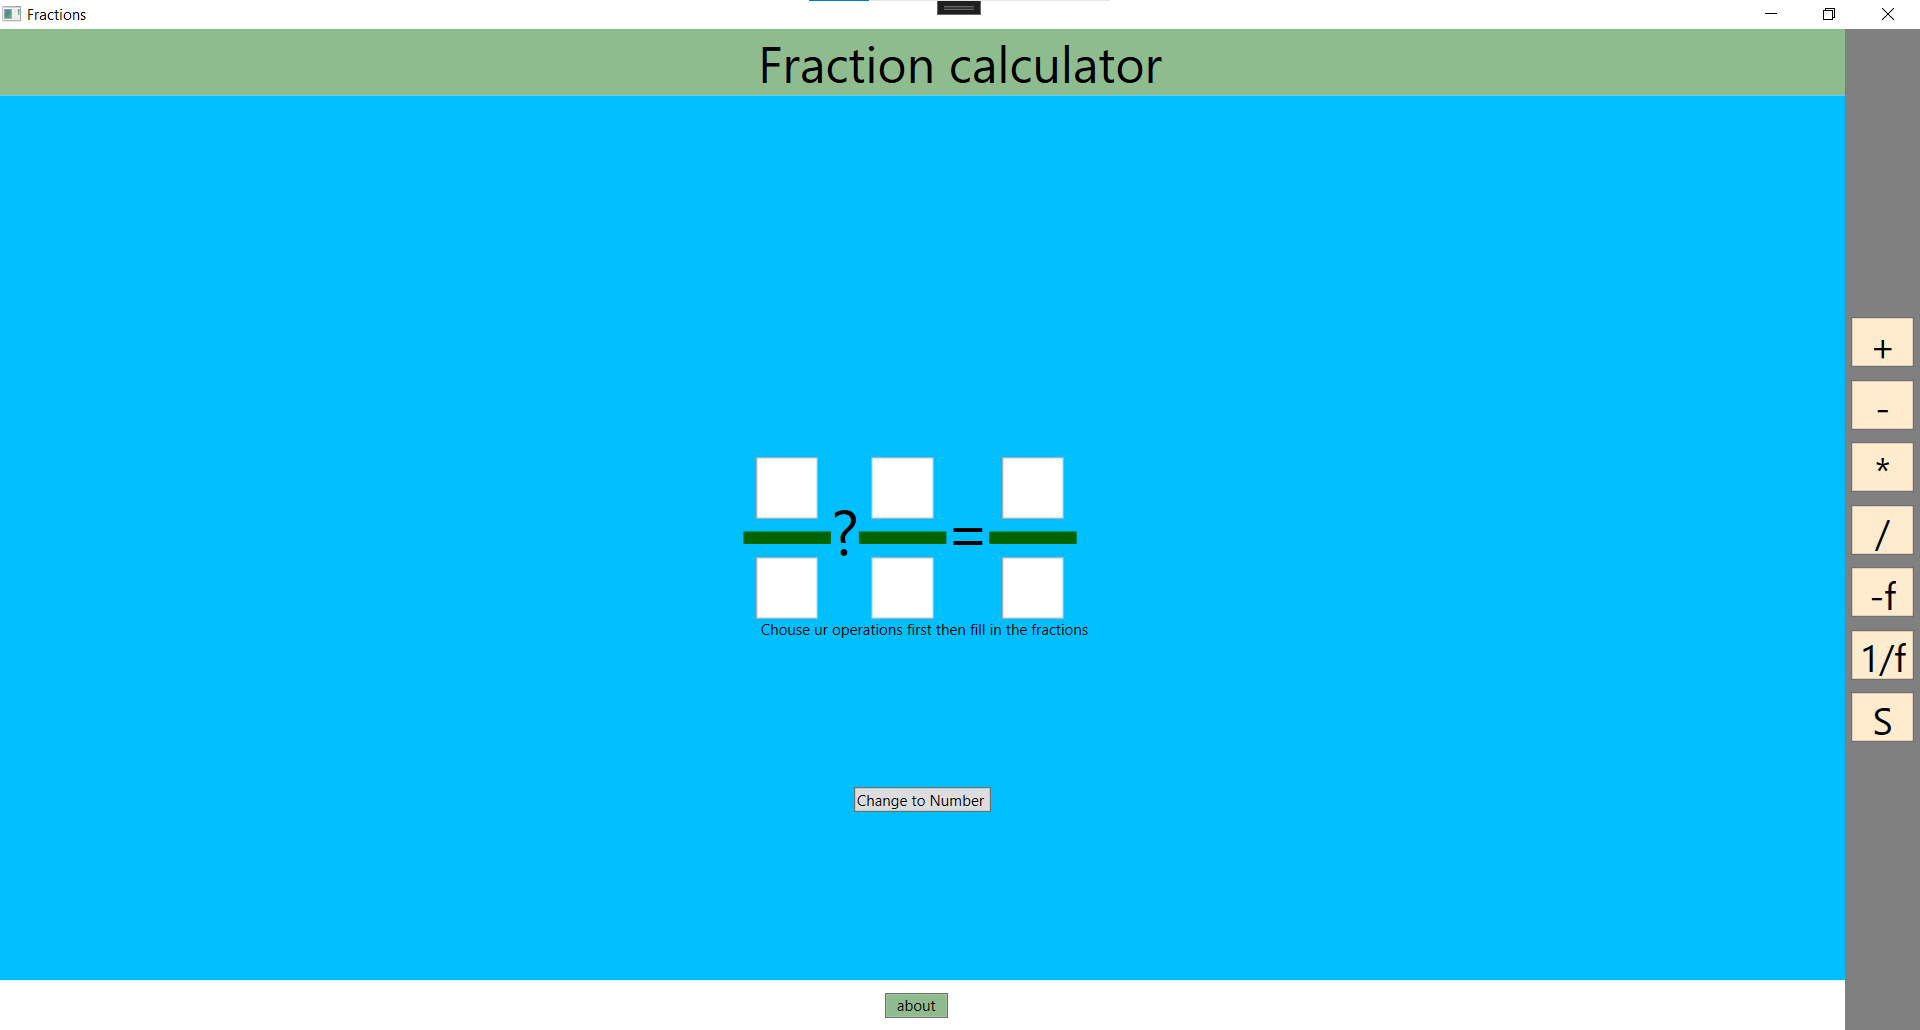 Fractions
Fraction calculator
+
-
*
/
-f
1/f
S
? =
Chouse ur operations first then fill in the fractions
Change to Number
about